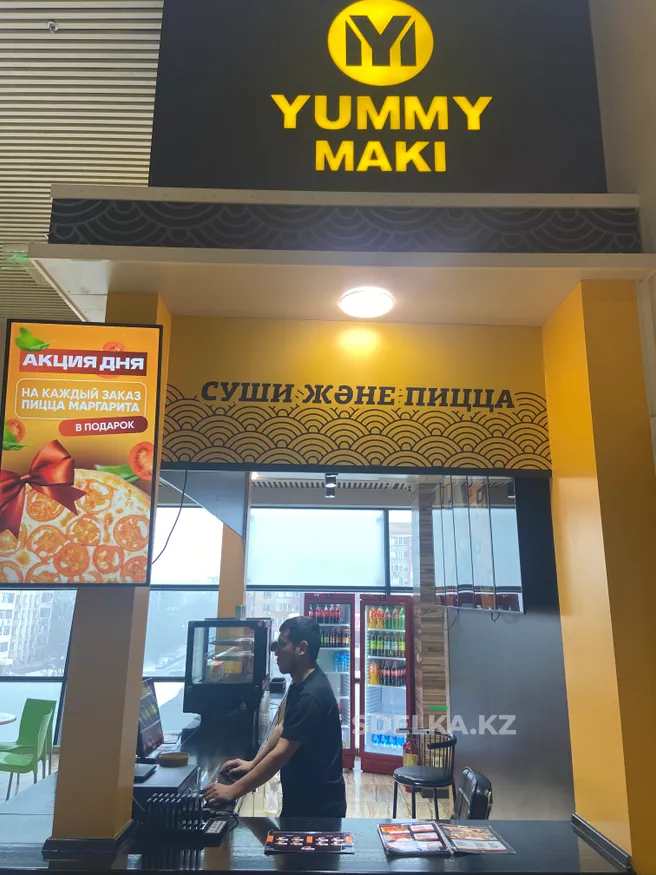 YUMMY
MAKI
СУШИ ЖӘНЕ ПИЦЦА
АКЦИЯ ДНЯ
НА КАЖДЫЙ ЗАКАЗ
ПИЦЦА МАРГАРИТА
В ПОДАРОК
SDELKA.KZ